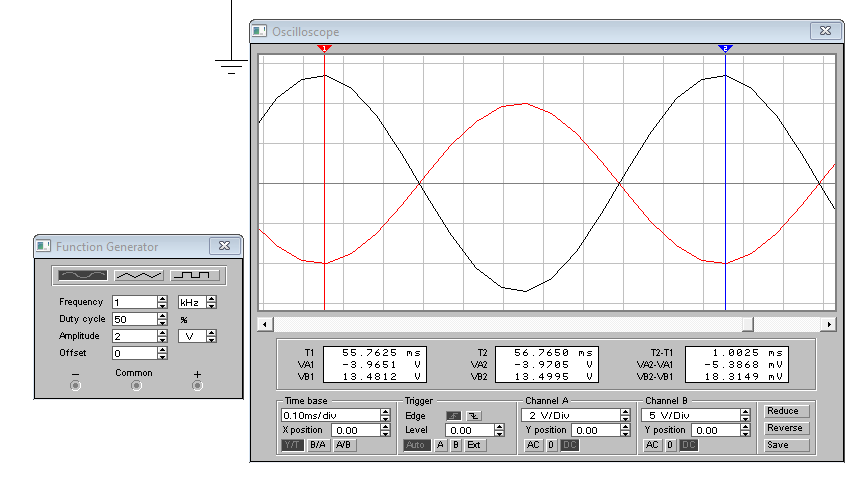 Oscilloscope
1
2
Function Generator
Frequency 1 kHz
Duty cycle 50 %
Amplitude 2 V
Offset 0
− Common +
T1 55.7625 ms T2 56.7650 ms T2-T1 1.0025 ms
VA1 -3.9651 V VA2 -3.9705 V VA2-VA1 -5.3868 mV
VB1 13.4812 V VB2 13.4995 V VB2-VB1 18.3149 mV
Time base Trigger Channel A Channel B
0.10ms/div Edge 2 V/Div 5 V/Div Reduce
X position 0.00 Level 0.00 Y position 0.00 Y position 0.00 Reverse
Y/T B/A A/B Auto A B Ext AC 0 DC AC 0 DC Save